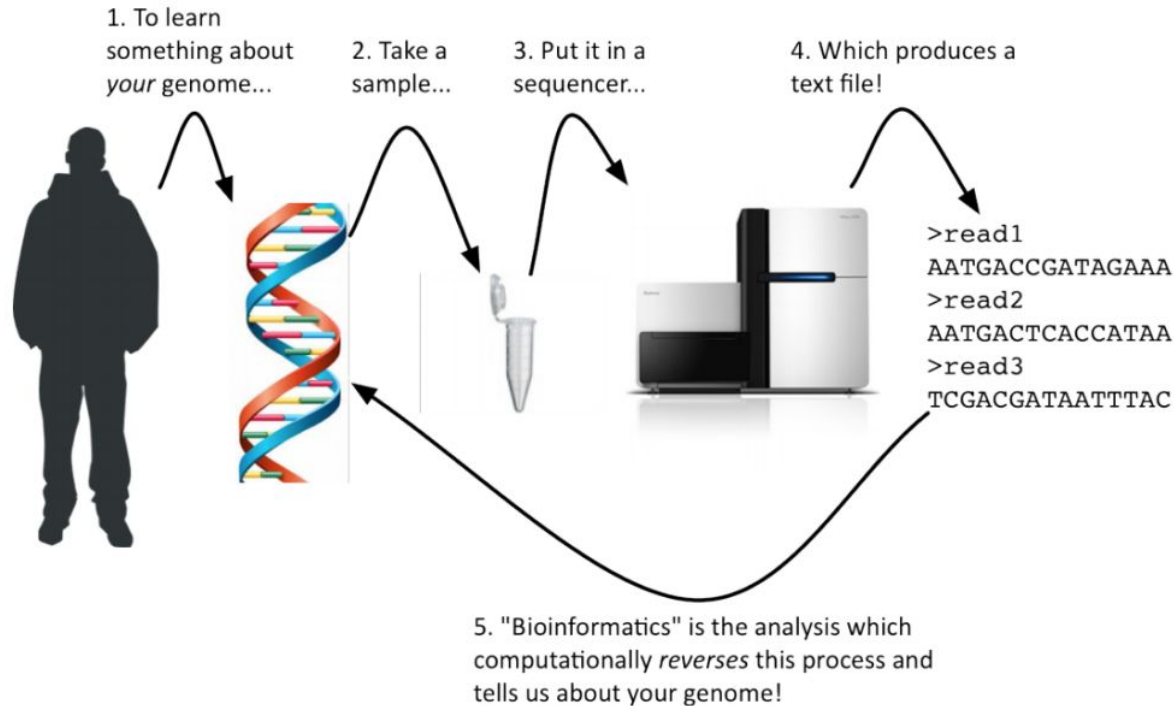 1. To learn
something about
your genome...
2. Take a
sample...
3. Put it in a
sequencer...
4. Which produces a
text file!
>read1
AATGACCGATAGAAA
>read2
AATGACTCACCATAA
>read3
TCGACGATAATTTAC
5. "Bioinformatics" is the analysis which
computationally reverses this process and
tells us about your genome!